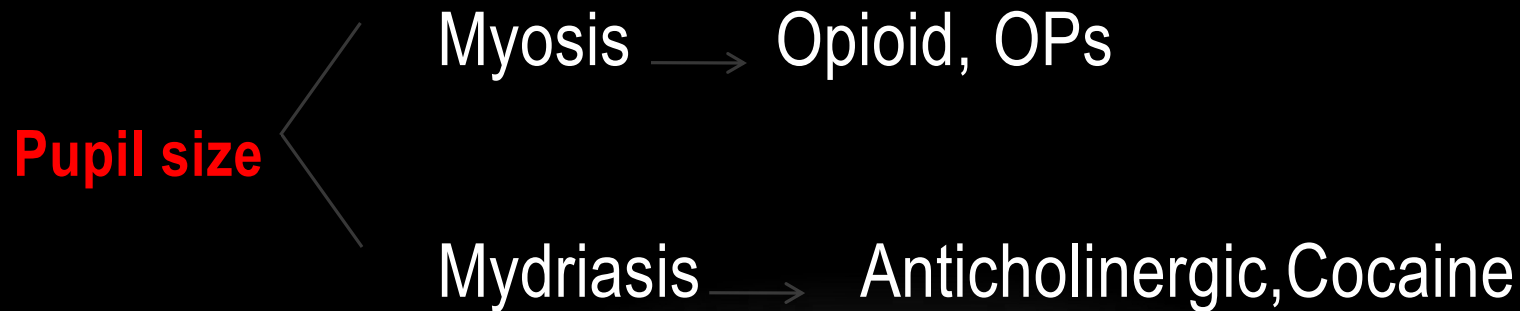 Myosis → Opioid, OPs
Pupil size
Mydriasis → Anticholinergic,Cocaine